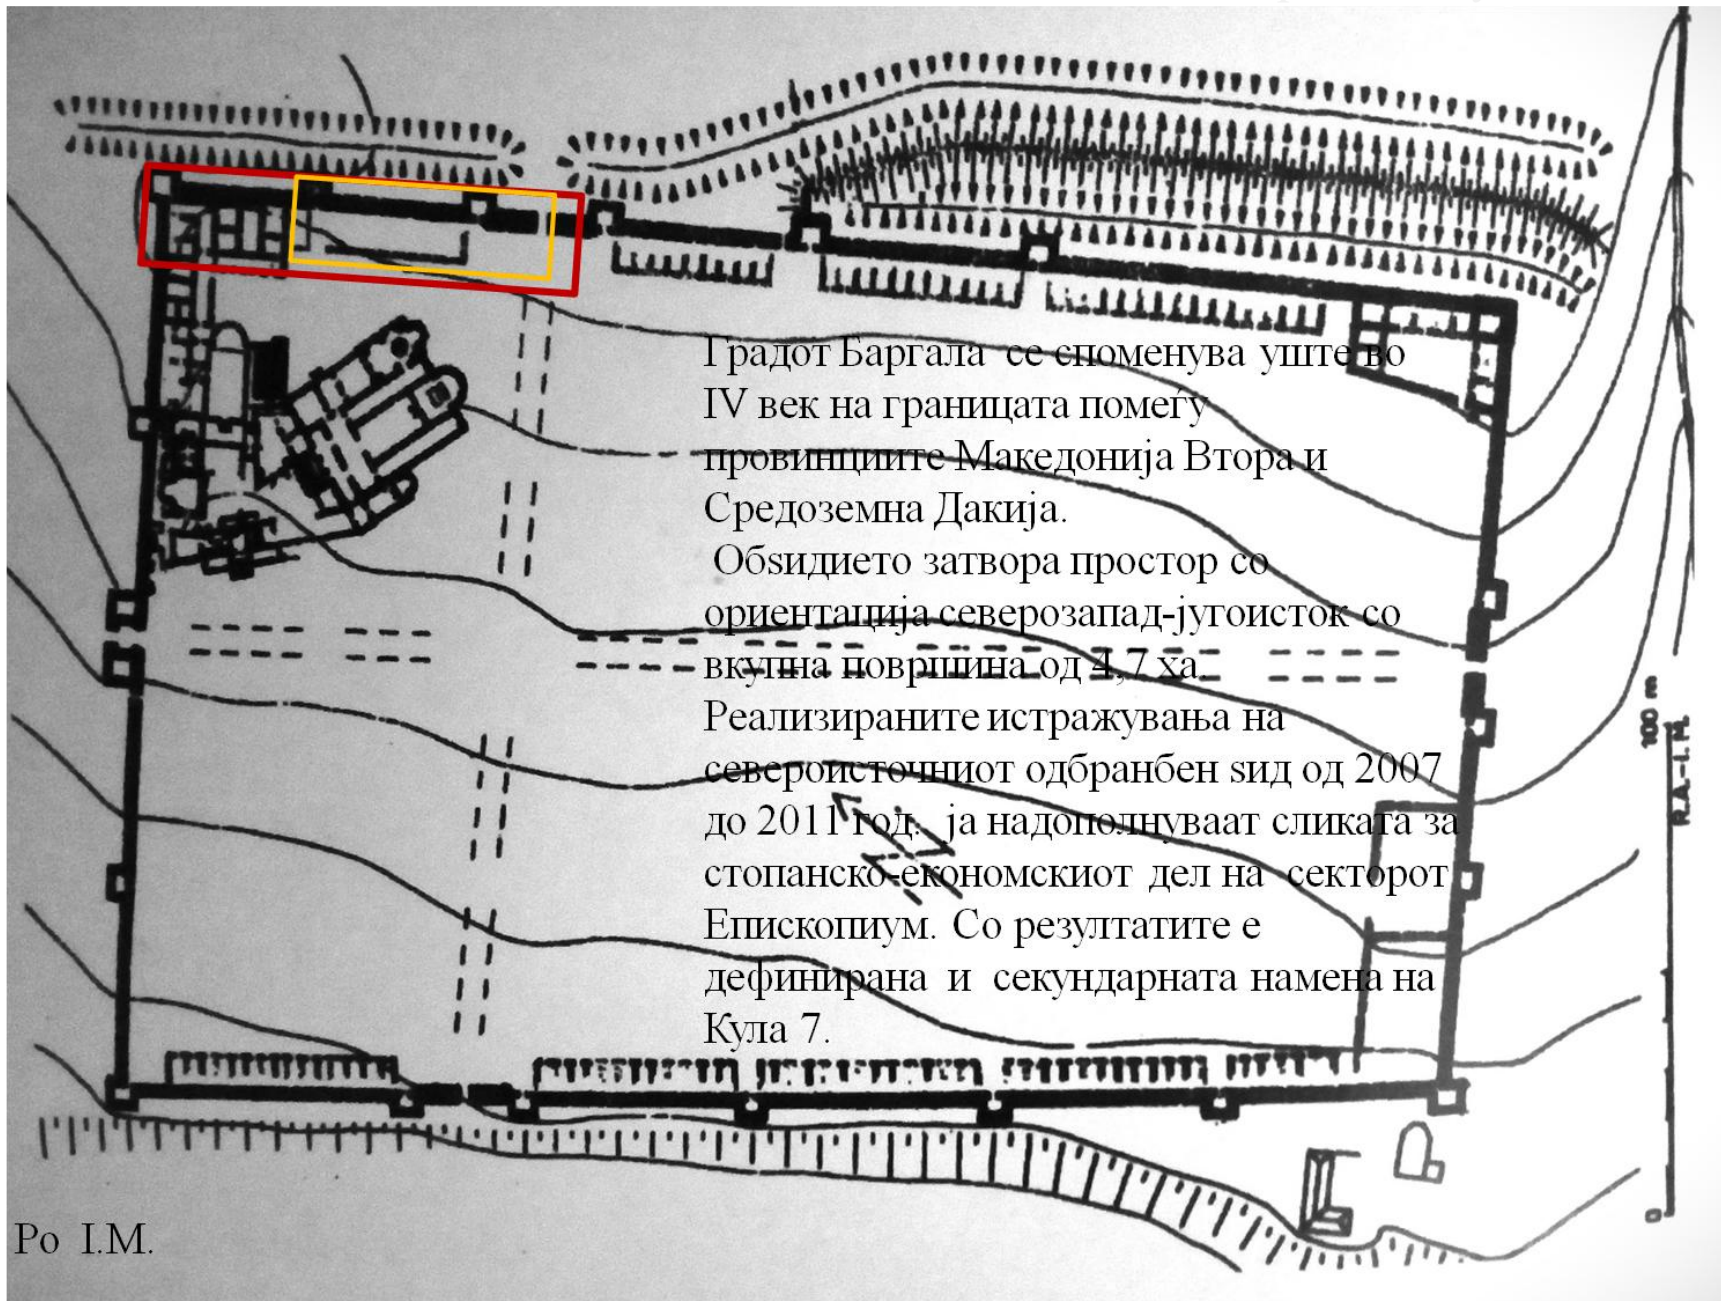 Градот Баргала се споменува уште во
IV век на границата помеѓу
провинциите Македонија Втора и
Средоземна Дакија.
Обѕидието затвора простор со
ориентација северозапад-југоисток со
вкупна површина од 4,7 ха.
Реализираните истражувања на
североисточниот одбранбен ѕид од 2007
до 2011 год. ја надополнуваат сликата за
стопанско-економскиот дел на секторот
Епископиум. Со резултатите е
дефинирана и секундарната намена на
Кула 7.
100 m
R.A.-I.M.
0
Po I.M.